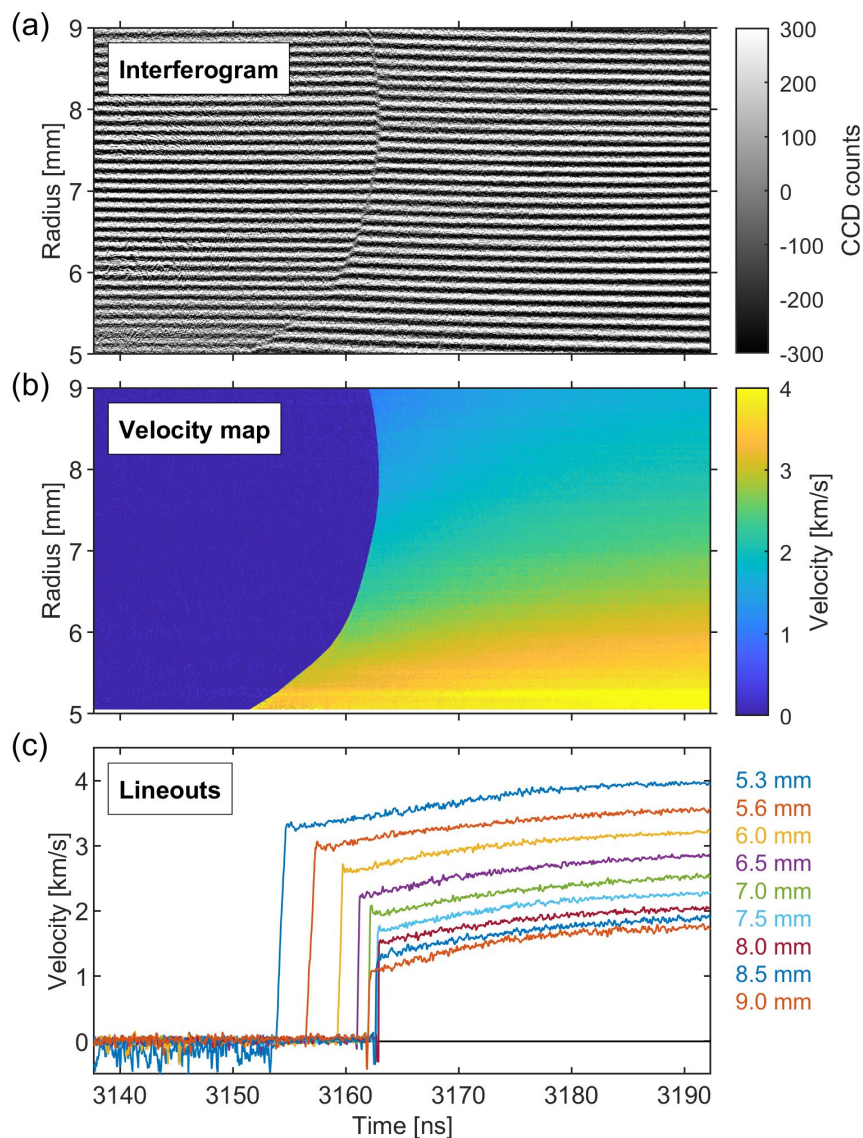 (a)
Interferogram
9
8
7
6
5
Radius [mm]
300
200
100
0
-100
-200
-300
CCD counts
(b)
Velocity map
9
8
7
6
5
Radius [mm]
4
3
2
1
0
Velocity [km/s]
(c)
Lineouts
4
3
2
1
0
Velocity [km/s]
5.3 mm
5.6 mm
6.0 mm
6.5 mm
7.0 mm
7.5 mm
8.0 mm
8.5 mm
9.0 mm
3140 3150 3160 3170 3180 3190
Time [ns]